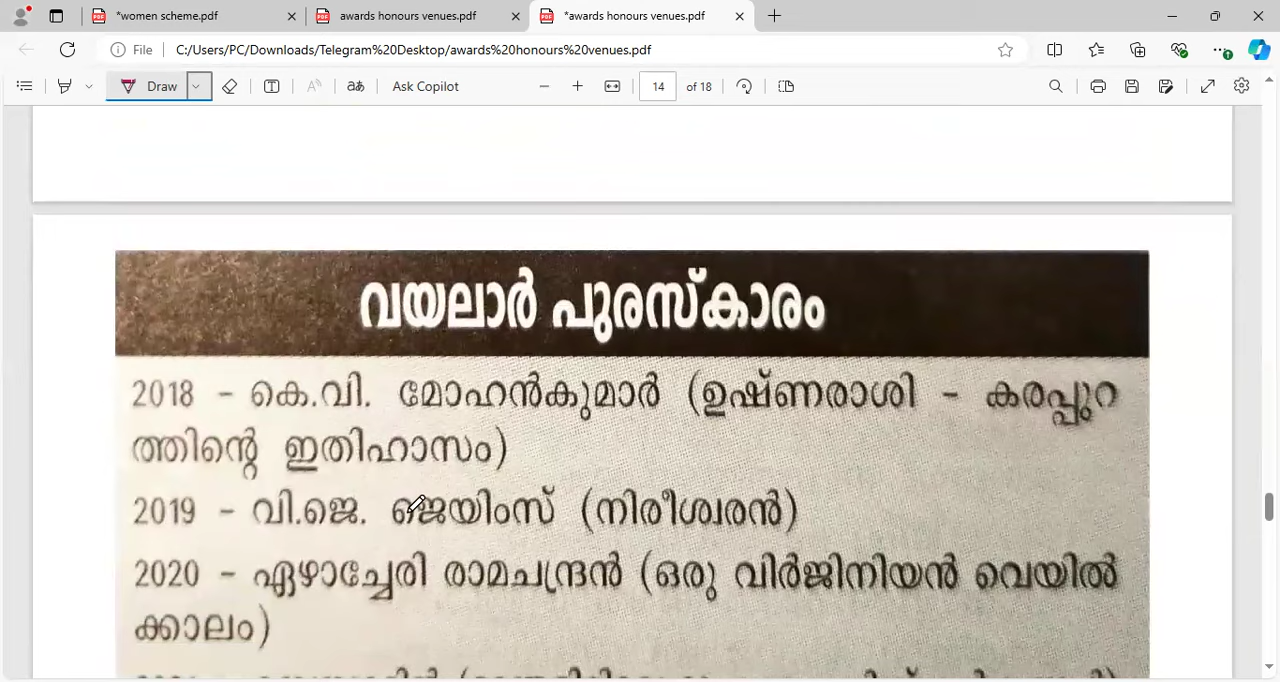 *women scheme.pdf
awards honours venues.pdf
*awards honours venues.pdf
File
C:/Users/PC/Downloads/Telegram%20Desktop/awards%20honours%20venues.pdf
Draw
Ask Copilot
14 of 18
വയലാർ പുരസ്കാരം
2018 - കെ.വി. മോഹൻകുമാർ (ഉഷ്ണരാശി - കരപ്പുറ
ത്തിന്റെ ഇതിഹാസം)
2019 - വി.ജെ. ജെയിംസ് (നിരീശ്വരൻ)
2020 - ഏഴാച്ചേരി രാമചന്ദ്രൻ (ഒരു വിർജിനിയൻ വെയിൽ
ക്കാലം)